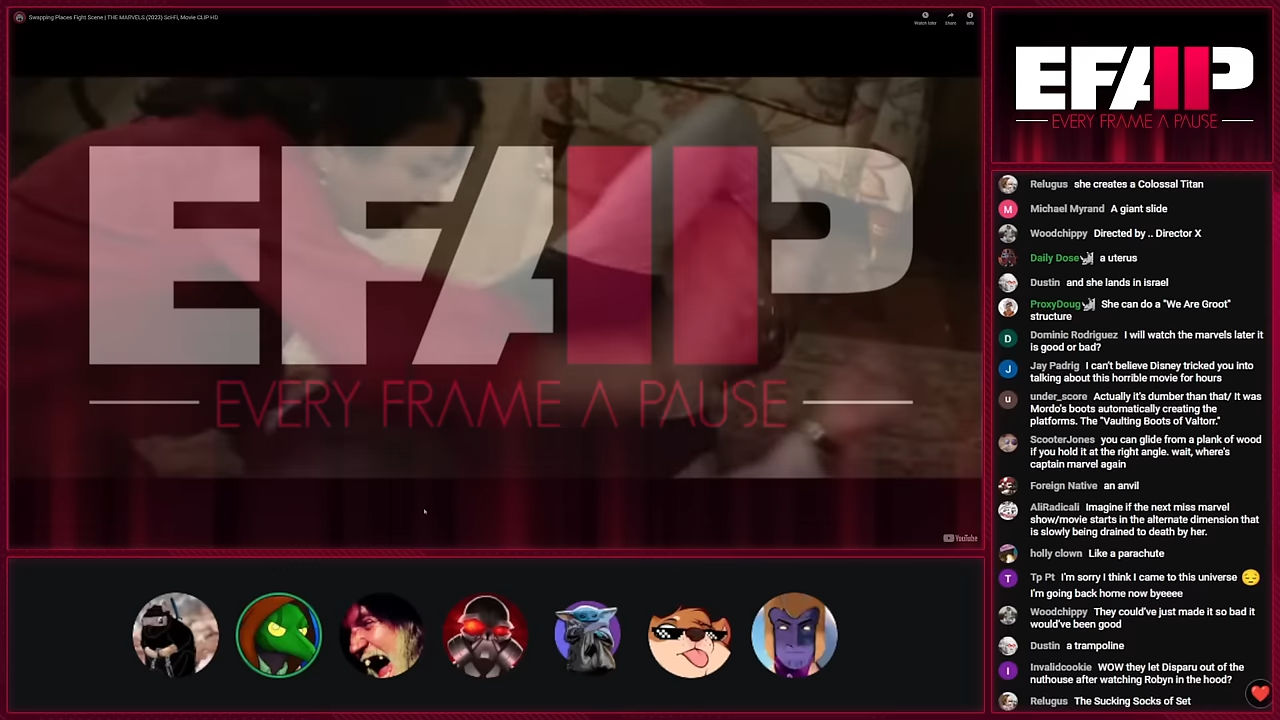 Swapping Places Fight Scene | THE MARVELS (2023) Sci-Fi, Movie CLIP HD
Watch later
Share
Info
EFAP
EVERY FRAME A PAUSE
YouTube
EFAP
EVERY FRAME A PAUSE
Relugus she creates a Colossal Titan
M
Michael Myrand A giant slide
Woodchippy Directed by .. Director X
Daily Dose a uterus
Dustin and she lands in israel
ProxyDoug She can do a "We Are Groot"
structure
D
Dominic Rodriguez I will watch the marvels later it
is good or bad?
J
Jay Padrig I can't believe Disney tricked you into
talking about this horrible movie for hours
u
under_score Actually it's dumber than that/ It was
Mordo's boots automatically creating the
platforms. The "Vaulting Boots of Valtorr."
ScooterJones you can glide from a plank of wood
if you hold it at the right angle. wait, where's
captain marvel again
Foreign Native an anvil
AliRadicali Imagine if the next miss marvel
show/movie starts in the alternate dimension that
is slowly being drained to death by her.
holly clown Like a parachute
T
Tp Pt I'm sorry I think I came to this universe 😔
I'm going back home now byeeee
Woodchippy They could've just made it so bad it
would've been good
Dustin a trampoline
I
Invalidcookie WOW they let Disparu out of the
nuthouse after watching Robyn in the hood?
Relugus The Sucking Socks of Set